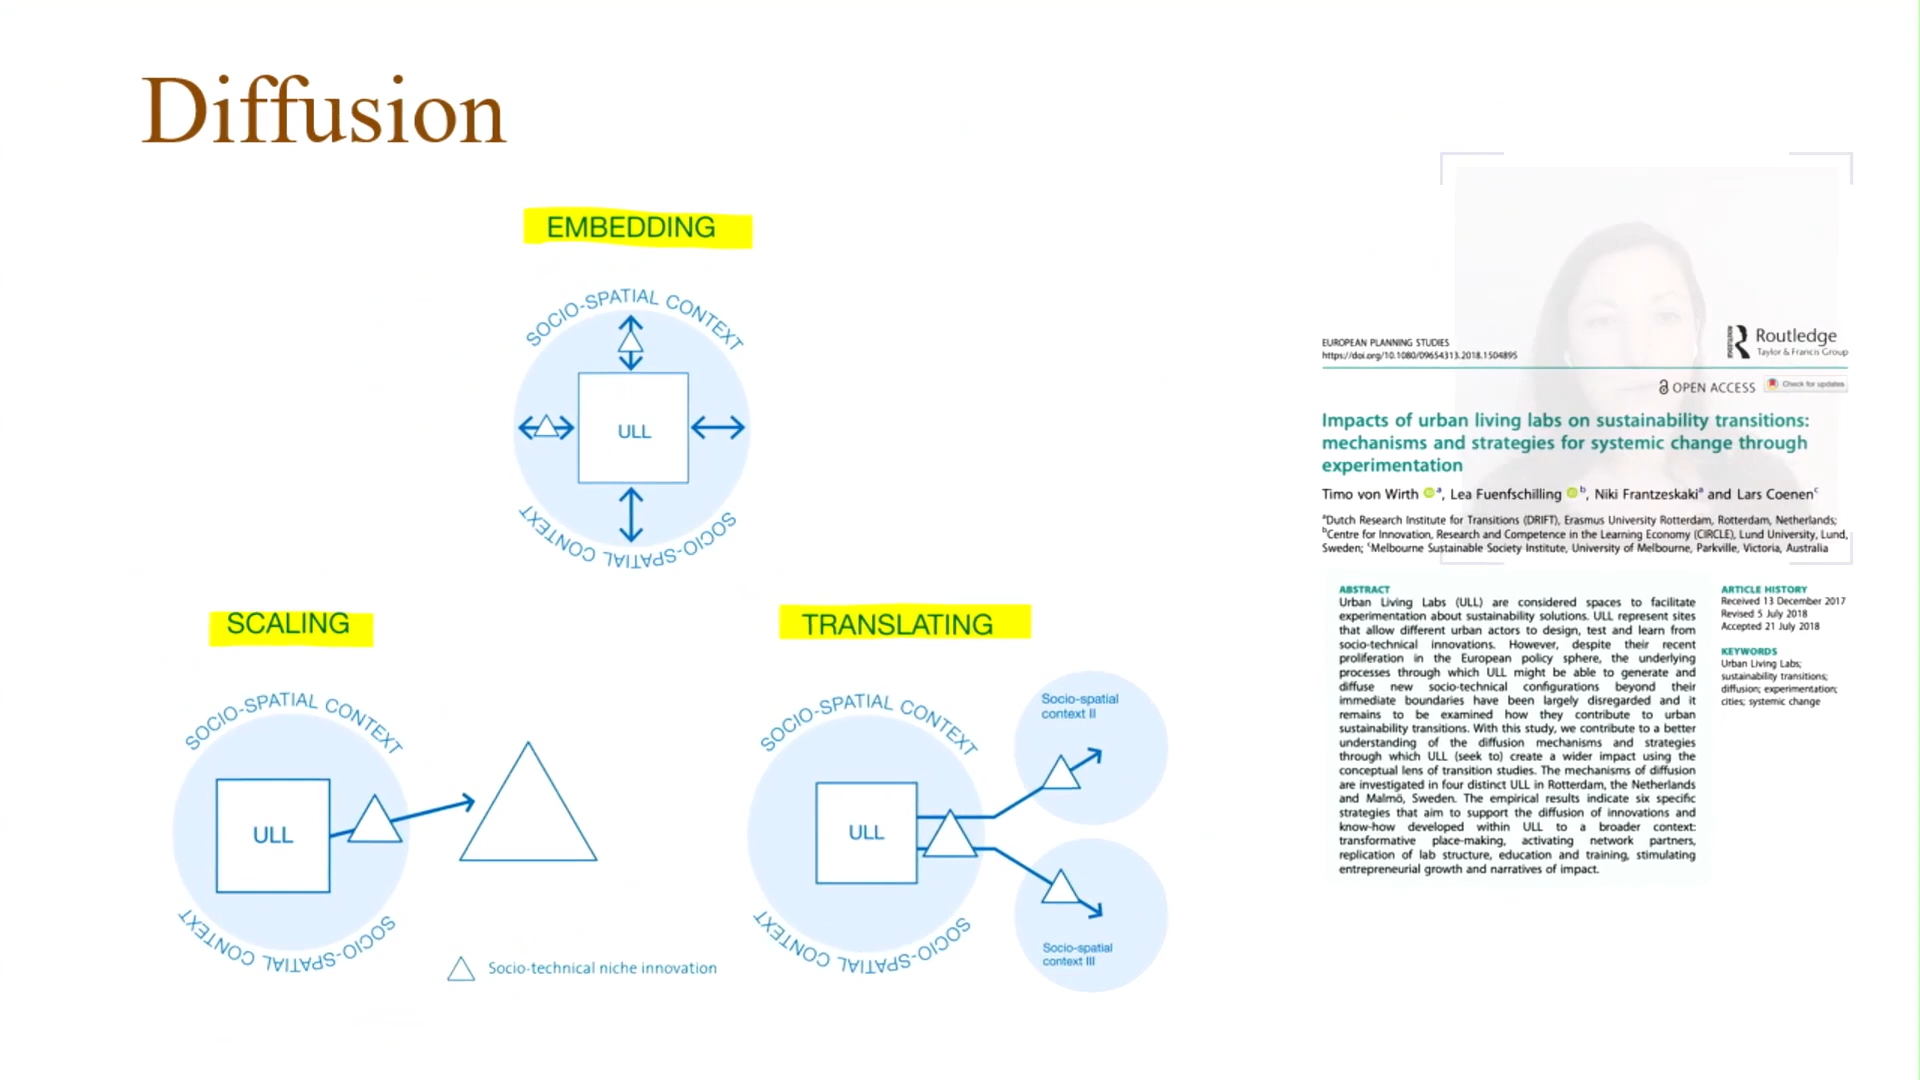 Diffusion
EMBEDDING
SOCIO-SPATIAL CONTEXT
ULL
SOCIO-SPATIAL CONTEXT
SCALING
SOCIO-SPATIAL CONTEXT
ULL
SOCIO-SPATIAL CONTEXT
Socio-technical niche innovation
TRANSLATING
SOCIO-SPATIAL CONTEXT
ULL
SOCIO-SPATIAL CONTEXT
Socio-spatial
context II
Socio-spatial
context III
EUROPEAN PLANNING STUDIES
https://doi.org/10.1080/09654313.2018.1504895
ROUTLEDGE
Routledge
Taylor & Francis Group
OPEN ACCESS
Check for updates
Impacts of urban living labs on sustainability transitions:
mechanisms and strategies for systemic change through
experimentation
Timo von Wirth a, Lea Fuenfschilling b, Niki Frantzeskaki a and Lars Coenen c
aDutch Research Institute for Transitions (DRIFT), Erasmus University Rotterdam, Rotterdam, Netherlands;
bCentre for Innovation, Research and Competence in the Learning Economy (CIRCLE), Lund University, Lund,
Sweden; cMelbourne Sustainable Society Institute, University of Melbourne, Parkville, Victoria, Australia
ABSTRACT
Urban Living Labs (ULL) are considered spaces to facilitate
experimentation about sustainability solutions. ULL represent sites
that allow different urban actors to design, test and learn from
socio-technical innovations. However, despite their recent
proliferation in the European policy sphere, the underlying
processes through which ULL might be able to generate and
diffuse new socio-technical configurations beyond their
immediate boundaries have been largely disregarded and it
remains to be examined how they contribute to urban
sustainability transitions. With this study, we contribute to a better
understanding of the diffusion mechanisms and strategies
through which ULL (seek to) create a wider impact using the
conceptual lens of transition studies. The mechanisms of diffusion
are investigated in four distinct ULL in Rotterdam, the Netherlands
and Malmö, Sweden. The empirical results indicate six specific
strategies that aim to support the diffusion of innovations and
know-how developed within ULL to a broader context:
transformative place-making, activating network partners,
replication of lab structure, education and training, stimulating
entrepreneurial growth and narratives of impact.
ARTICLE HISTORY
Received 13 December 2017
Revised 5 July 2018
Accepted 21 July 2018
KEYWORDS
Urban Living Labs;
sustainability transitions;
diffusion; experimentation;
cities; systemic change